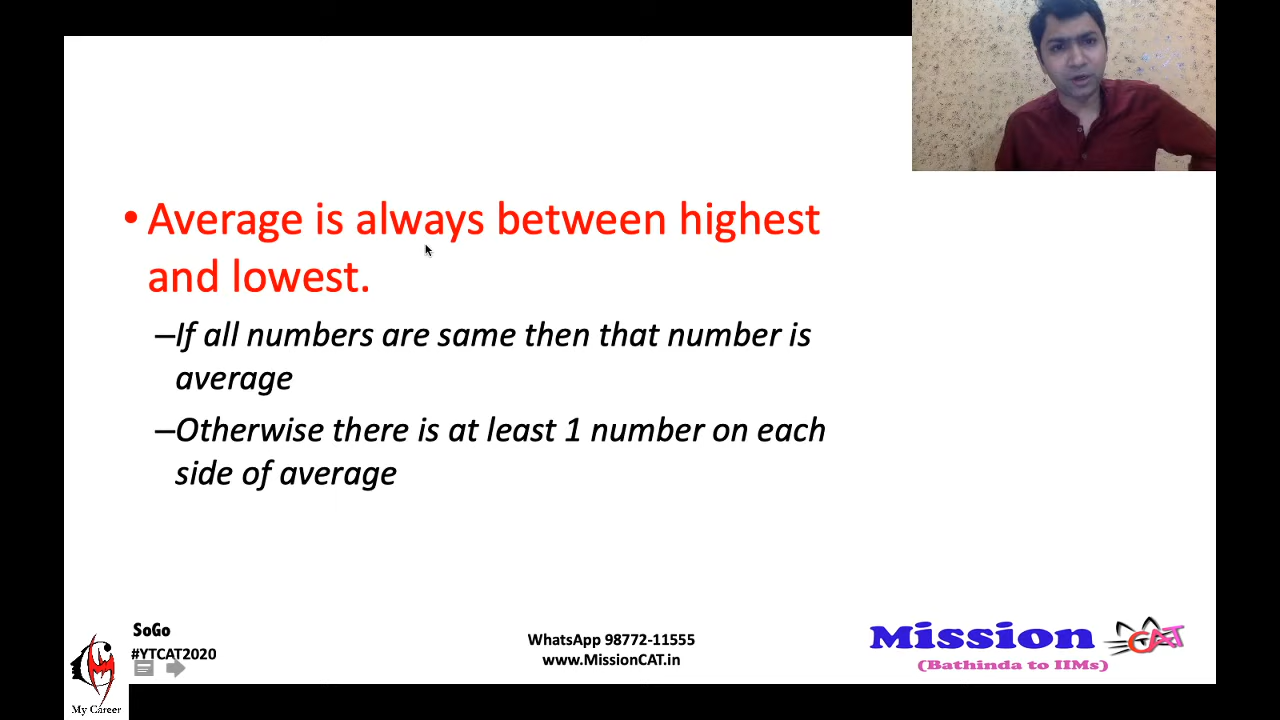 • Average is always between highest
and lowest.
–If all numbers are same then that number is
average
–Otherwise there is at least 1 number on each
side of average
SoGo
#YTCAT2020
WhatsApp 98772-11555
www.MissionCAT.in
Mission CAT
(Bathinda to IIMs)
My Career